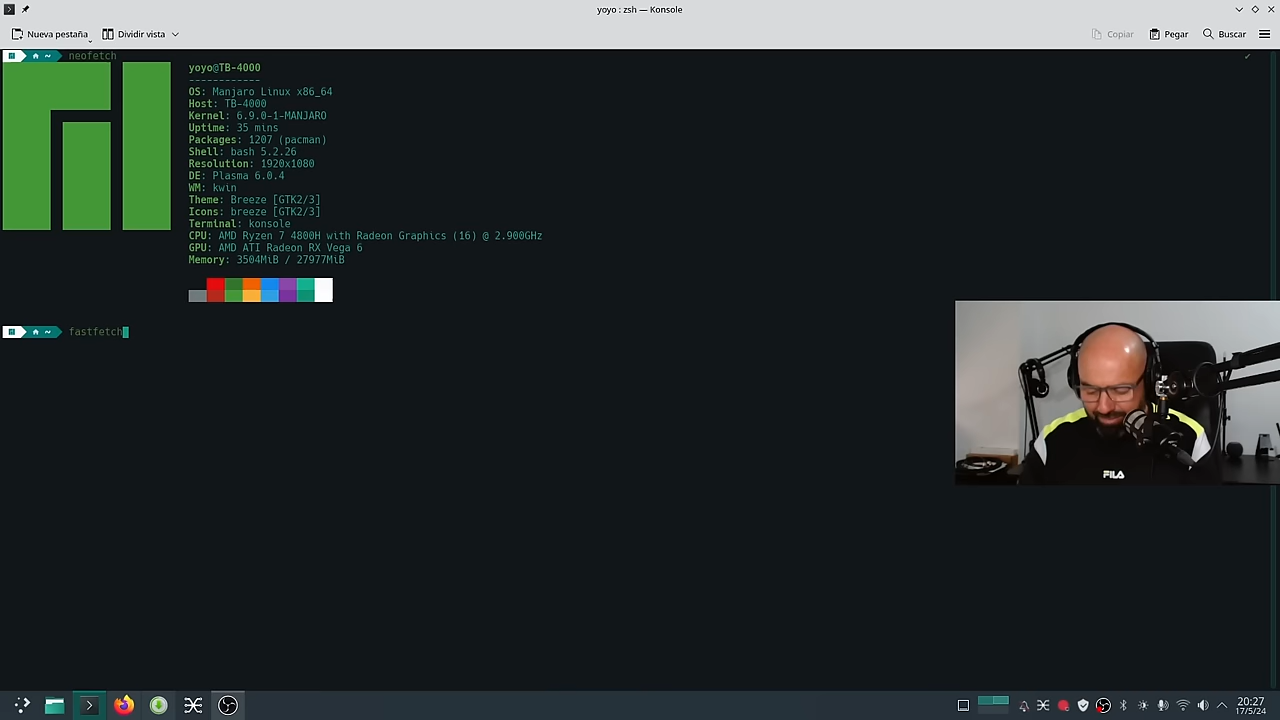 yoyo : zsh — Konsole
Nueva pestaña
Dividir vista
Copiar
Pegar
Buscar
~ neofetch
yoyo@TB-4000
------------
OS: Manjaro Linux x86_64
Host: TB-4000
Kernel: 6.9.0-1-MANJARO
Uptime: 35 mins
Packages: 1207 (pacman)
Shell: bash 5.2.26
Resolution: 1920x1080
DE: Plasma 6.0.4
WM: kwin
Theme: Breeze [GTK2/3]
Icons: breeze [GTK2/3]
Terminal: konsole
CPU: AMD Ryzen 7 4800H with Radeon Graphics (16) @ 2.900GHz
GPU: AMD ATI Radeon RX Vega 6
Memory: 3504MiB / 27977MiB
~ fastfetch
FILA
20:27
17/5/24